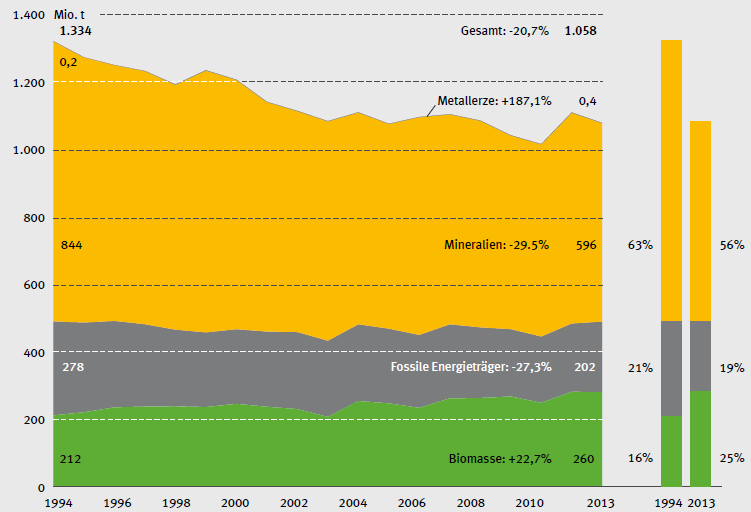 1.400 Mio. t
1.334 Gesamt: -20,7% 1.058
0,2
1.200
Metallerze: +187,1% 0,4
1.000
800
844 Mineralien: -29.5% 596 63% 56%
600
400
278 Fossile Energieträger: -27,3% 202 21% 19%
200
212 Biomasse: +22,7% 260 16% 25%
0
1994 1996 1998 2000 2002 2004 2006 2008 2010 2013 1994 2013